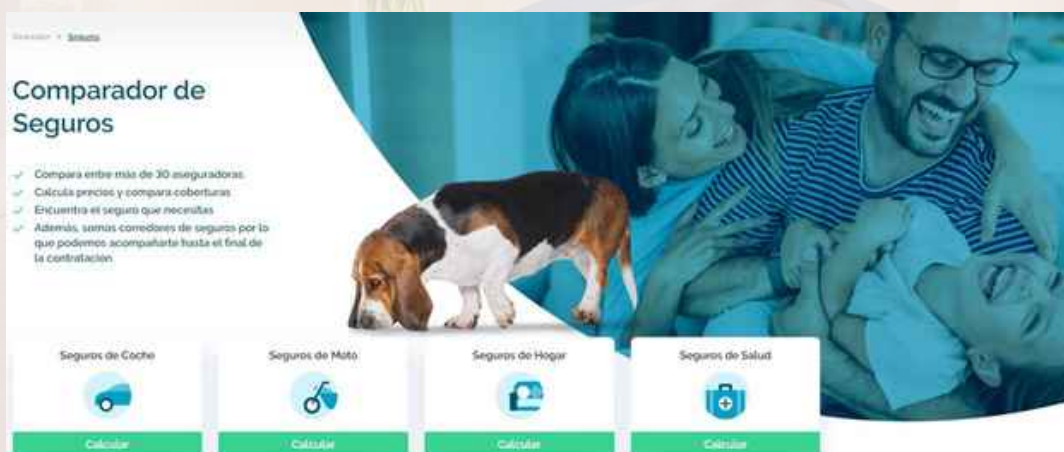 Seguros
Comparador de
Seguros
Compara entre más de 30 aseguradoras
Calcula precios y compara coberturas
Encuentra el seguro que necesitas
Además, somos corredores de seguros por lo
que podemos acompañarte hasta el final de
la contratación
Seguros de Coche
Seguros de Moto
Seguros de Hogar
Seguros de Salud
Calcular
Calcular
Calcular
Calcular